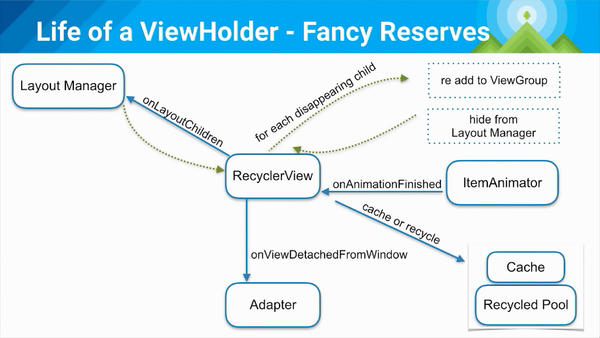 Life of a ViewHolder - Fancy Reserves
Layout Manager
onLayoutChildren
for each disappearing child
re add to ViewGroup
hide from
Layout Manager
RecyclerView
onAnimationFinished
ItemAnimator
cache or recycle
onViewDetachedFromWindow
Cache
Recycled Pool
Adapter